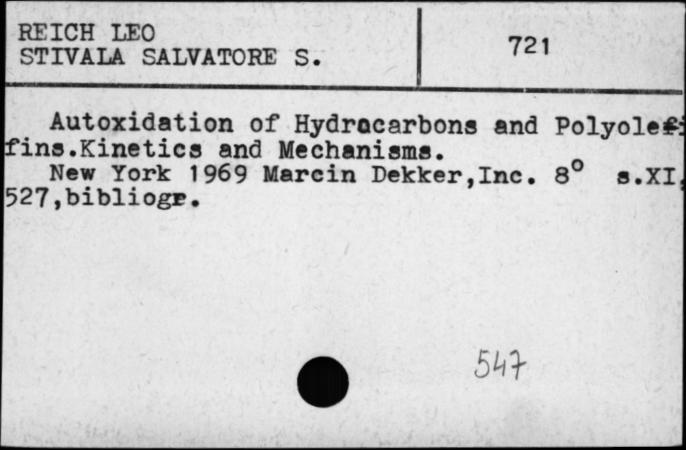 REICH LEO
STIVALA SALVATORE S.
721
Autoxidation of Hydrocarbons and Polyolef
fins.Kinetics and Mechanisms.
New York 1969 Marcin Dekker,Inc. 8° s.XI,
527,bibliogr.
547